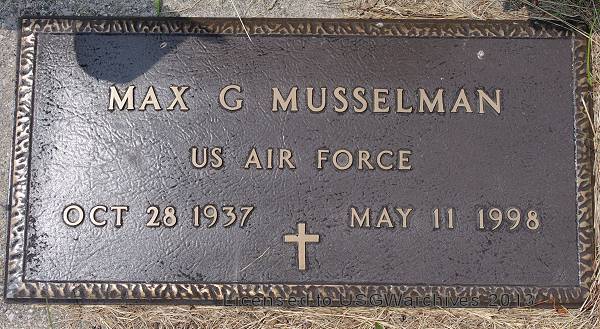 MAX G MUSSELMAN
US AIR FORCE
OCT 28 1937 MAY 11 1998
Licensed to USGWarchives 2013